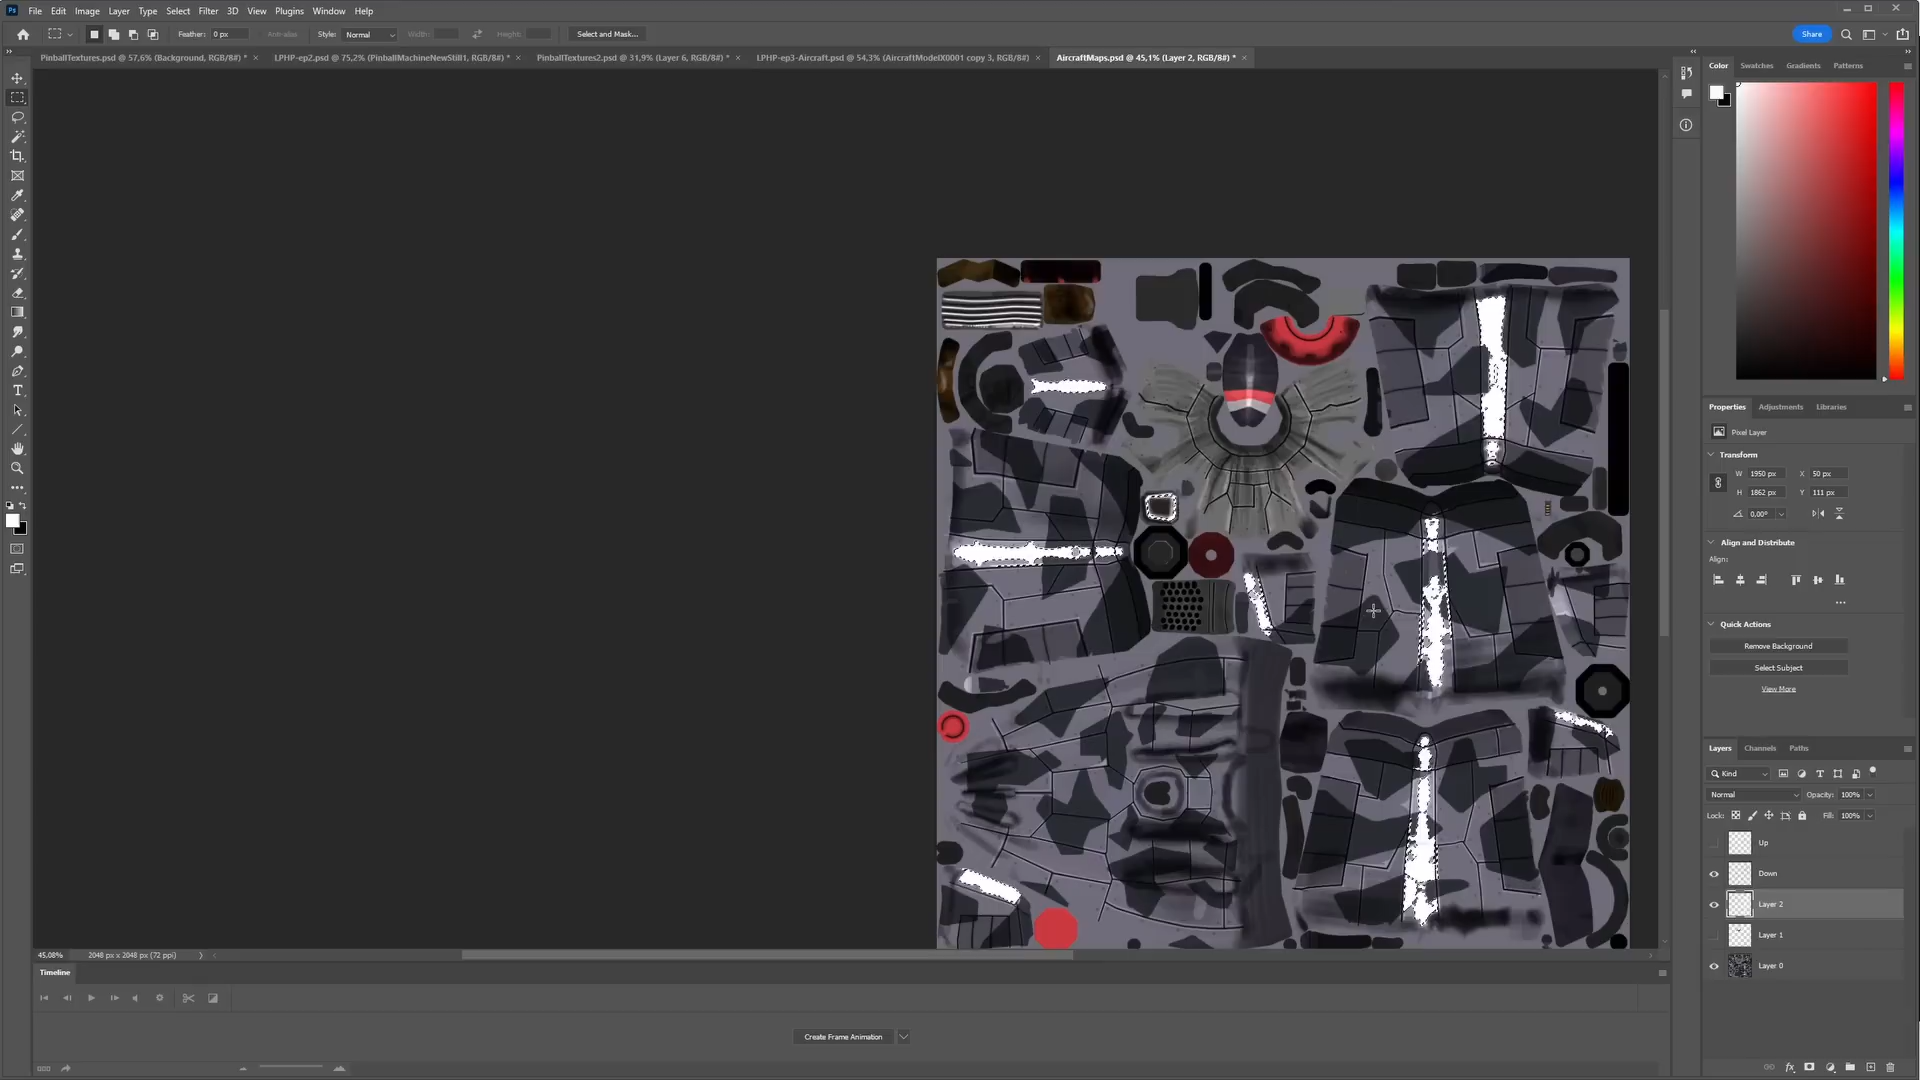 Ps File Edit Image Layer Type Select Filter 3D View Plugins Window Help
Feather: 0 px Anti-alias Style: Normal Width: Height: Select and Mask... Share
PinballTextures.psd @ 57,6% (Background, RGB/8#) * × LPHP-ep2.psd @ 75,2% (PinballMachineNewStill1, RGB/8#) * × PinballTextures2.psd @ 31,9% (Layer 6, RGB/8#) * × LPHP-ep3-Aircraft.psd @ 54,3% (AircraftModelX0001 copy 3, RGB/8#) × AircraftMaps.psd @ 45,1% (Layer 2, RGB/8#) * ×
Color Swatches Gradients Patterns
Properties Adjustments Libraries
Pixel Layer
Transform
W 1950 px X 50 px
H 1862 px Y 111 px
0,00°
Align and Distribute
Align:
...
Quick Actions
Remove Background
Select Subject
View More
Layers Channels Paths
Kind
Normal Opacity: 100%
Lock: Fill: 100%
Up
Down
Layer 2
Layer 1
Layer 0
45,08% 2048 px x 2048 px (72 ppi)
Timeline
Create Frame Animation
fx